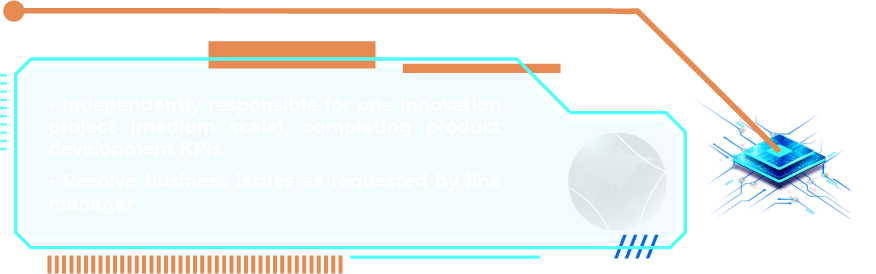 - Independently responsible for one innovation
project (medium scale), completing product
development KPIs.
- Resolve business issues as requested by line
manager